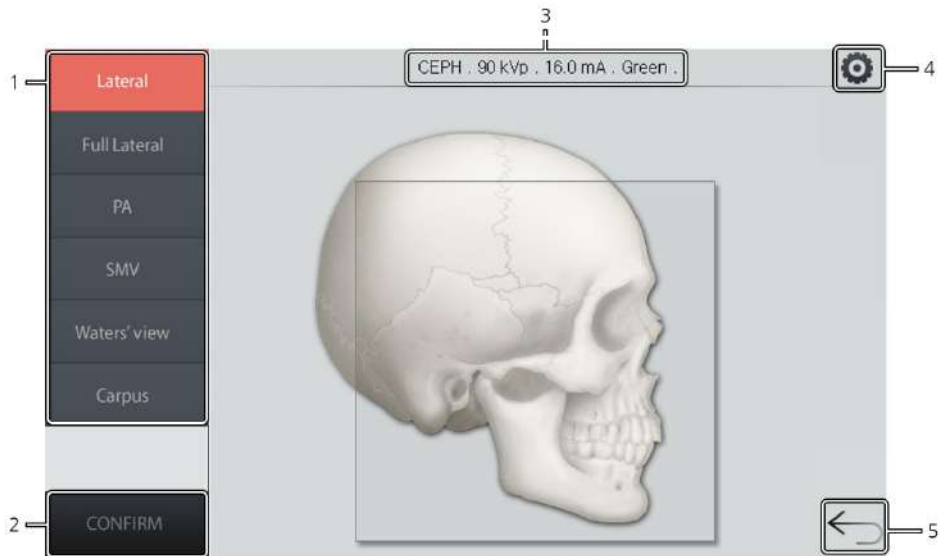 3
CEPH . 90 kVp . 16.0 mA . Green .
1
Lateral
4
Full Lateral
PA
SMV
Waters' view
Carpus
2
CONFIRM
5